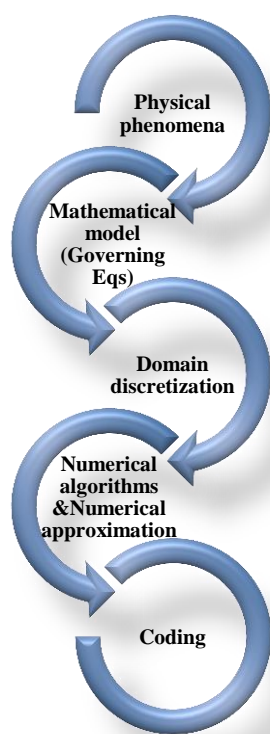 Physical
phenomena
Mathematical
model
(Governing
Eqs)
Domain
discretization
Numerical
algorithms
&Numerical
approximation
Coding